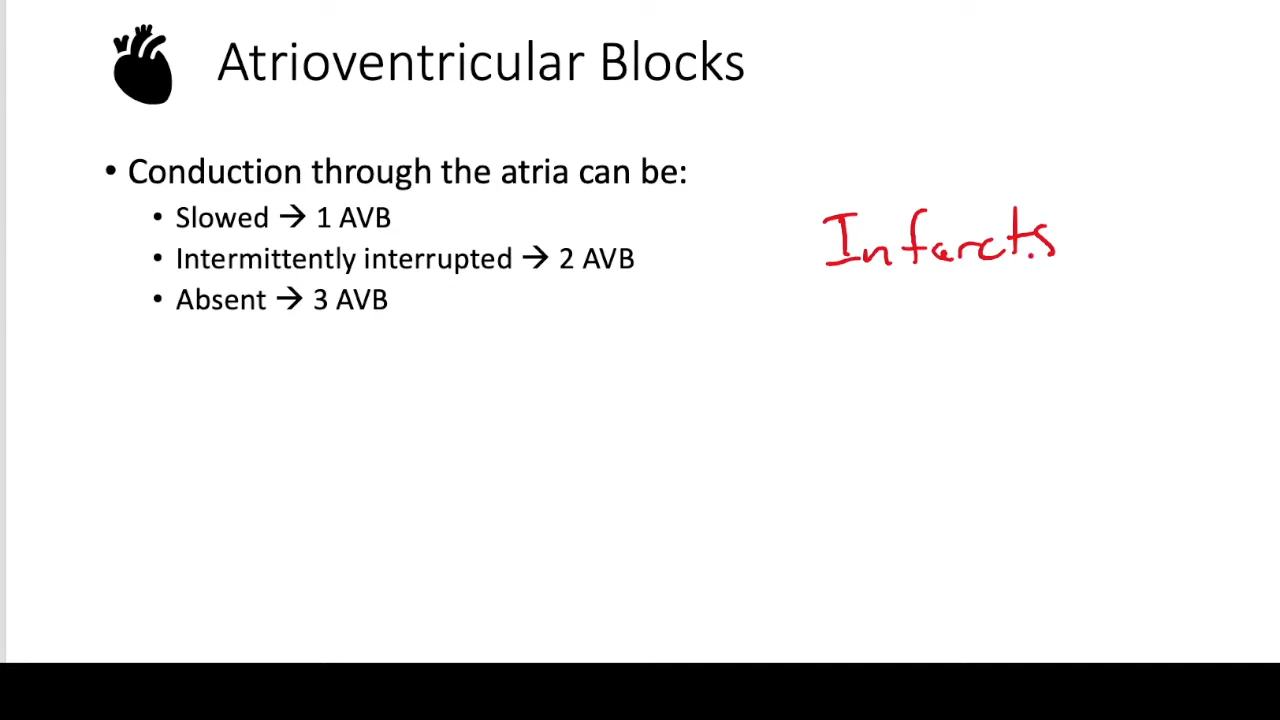 Atrioventricular Blocks
• Conduction through the atria can be:
• Slowed → 1 AVB
• Intermittently interrupted → 2 AVB
• Absent → 3 AVB
Infarcts